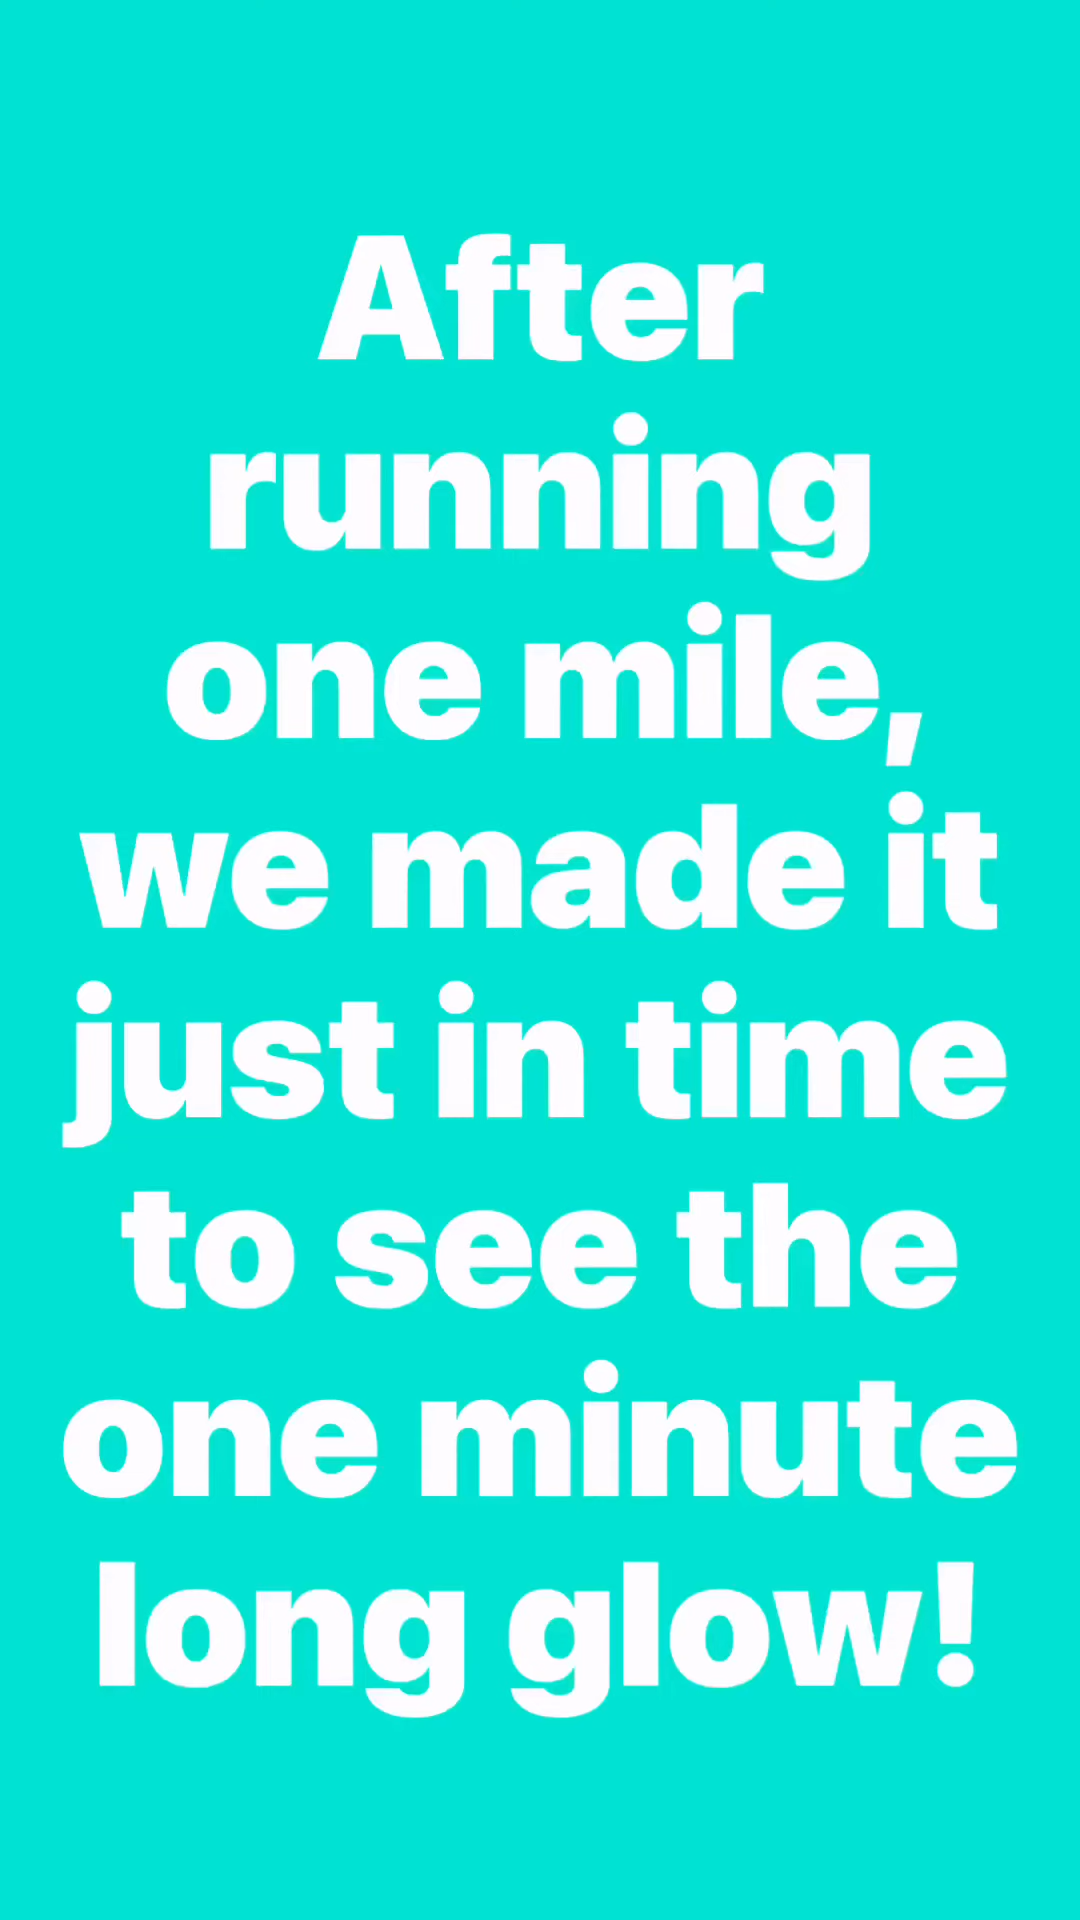 After
running
one mile,
we made it
just in time
to see the
one minute
long glow!